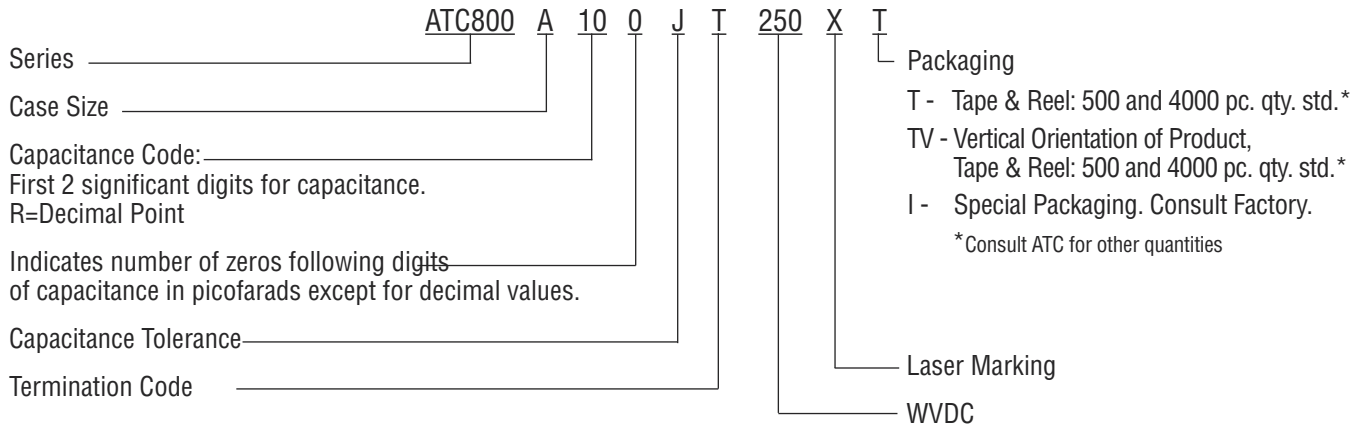 ATC800 A 10 0 J T 250 X T
Series
Case Size
Capacitance Code:
First 2 significant digits for capacitance.
R=Decimal Point
Indicates number of zeros following digits
of capacitance in picofarads except for decimal values.
Capacitance Tolerance
Termination Code
Packaging
T - Tape & Reel: 500 and 4000 pc. qty. std.*
TV - Vertical Orientation of Product,
Tape & Reel: 500 and 4000 pc. qty. std.*
I - Special Packaging. Consult Factory.
*Consult ATC for other quantities
Laser Marking
WVDC